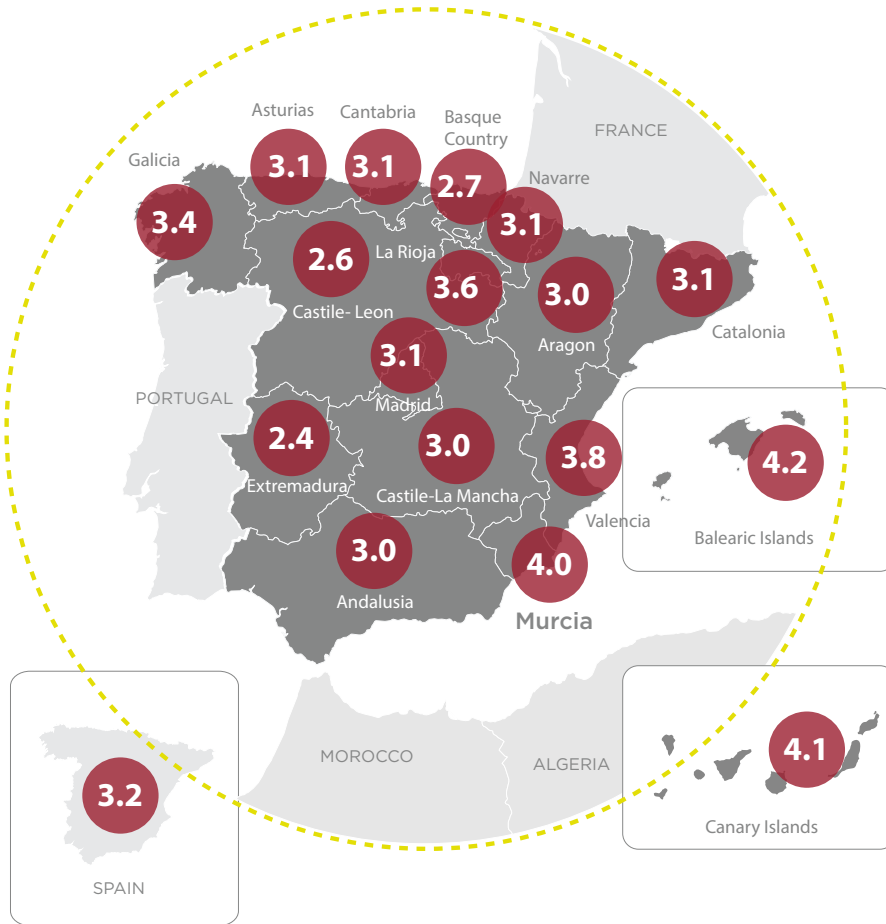 Asturias
3.1
Cantabria
3.1
Basque
Country
2.7
FRANCE
Galicia
3.4
Navarre
3.1
La Rioja
3.6
2.6
Castile- Leon
3.0
Aragon
3.1
Catalonia
3.1
Madrid
PORTUGAL
2.4
Extremadura
3.0
Castile-La Mancha
3.8
Valencia
4.2
Balearic Islands
3.0
Andalusia
4.0
Murcia
MOROCCO
ALGERIA
4.1
Canary Islands
3.2
SPAIN